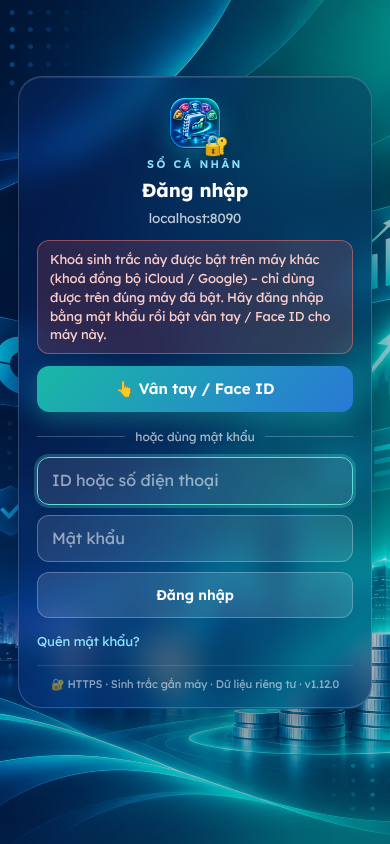 SỔ CÁ NHÂN
Đăng nhập
localhost:8090
Khoá sinh trắc này được bật trên máy khác
(khoá đồng bộ iCloud / Google) – chỉ dùng
được trên đúng máy đã bật. Hãy đăng nhập
bằng mật khẩu rồi bật vân tay / Face ID cho
máy này.
👆 Vân tay / Face ID
hoặc dùng mật khẩu
ID hoặc số điện thoại
Mật khẩu
Đăng nhập
Quên mật khẩu?
🔐 HTTPS · Sinh trắc gắn máy · Dữ liệu riêng tư · v1.12.0